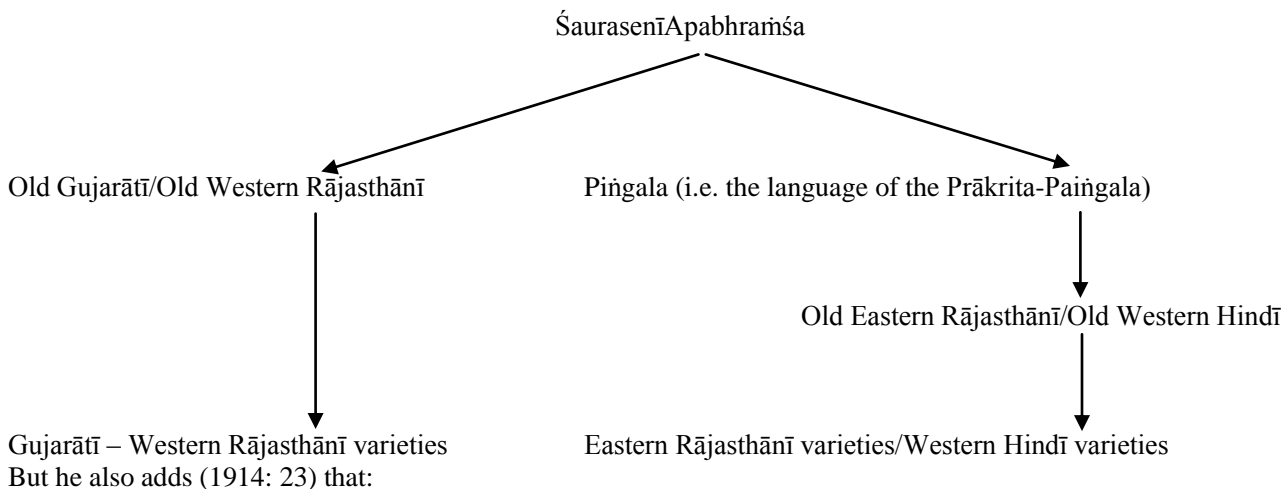 ŚaurasenīApabhraṁśa
Old Gujarātī/Old Western Rājasthānī
Piṅgala (i.e. the language of the Prākrita-Paiṅgala)
Old Eastern Rājasthānī/Old Western Hindī
Gujarātī – Western Rājasthānī varieties
Eastern Rājasthānī varieties/Western Hindī varieties
But he also adds (1914: 23) that: